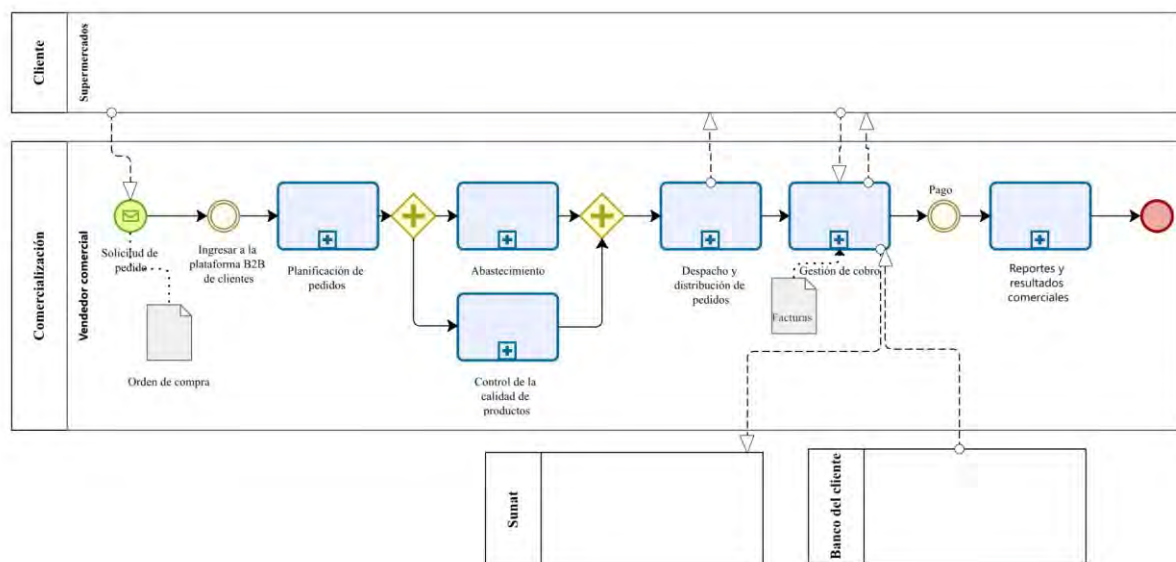 Cliente
Supermercados
Comercialización
Vendedor comercial
Solicitud de
pedido
Orden de compra
Ingresar a la
plataforma B2B
de clientes
Planificación de
pedidos
Abastecimiento
Control de la
calidad de
productos
Despacho y
distribución de
pedidos
Gestión de cobro
Facturas
Pago
Reportes y
resultados
comerciales
Sunat
Banco del cliente